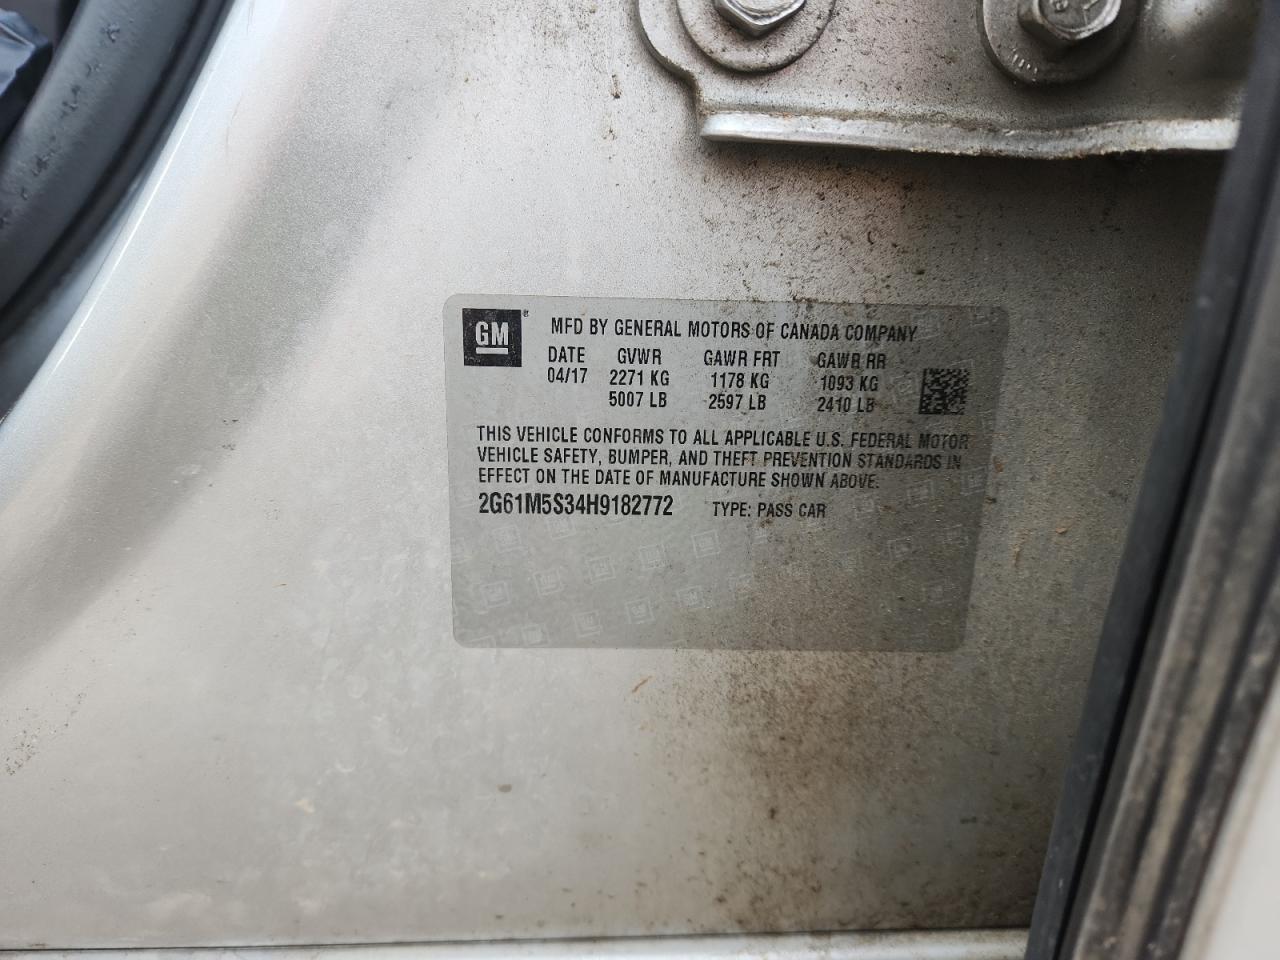 GM®
MFD BY GENERAL MOTORS OF CANADA COMPANY
DATE GVWR GAWR FRT GAWR RR
04/17 2271 KG 1178 KG 1093 KG
5007 LB 2597 LB 2410 LB
THIS VEHICLE CONFORMS TO ALL APPLICABLE U.S. FEDERAL MOTOR
VEHICLE SAFETY, BUMPER, AND THEFT PREVENTION STANDARDS IN
EFFECT ON THE DATE OF MANUFACTURE SHOWN ABOVE.
2G61M5S34H9182772 TYPE: PASS CAR